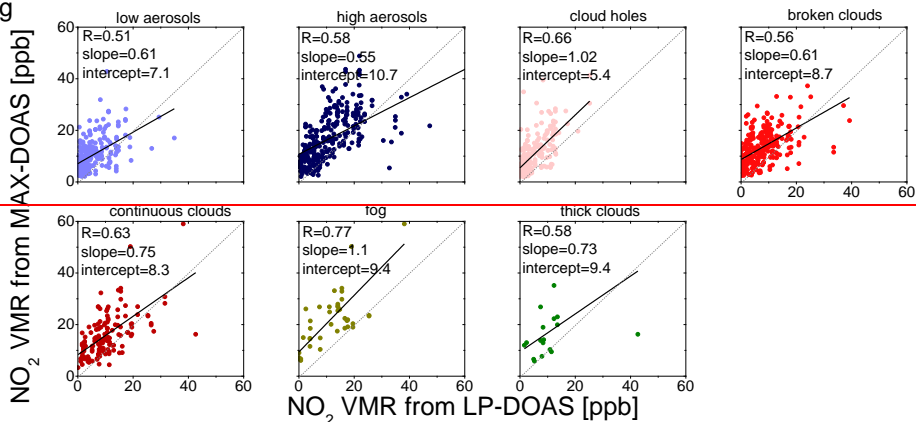 g
low aerosols
high aerosols
cloud holes
broken clouds
60
40
20
0
R=0.51
slope=0.61
intercept=7.1
R=0.58
slope=0.55
intercept=10.7
R=0.66
slope=1.02
intercept=5.4
R=0.56
slope=0.61
intercept=8.7
0 20 40 60
NO2 VMR from MAX-DOAS [ppb]
continuous clouds
fog
thick clouds
60
40
20
0
R=0.63
slope=0.75
intercept=8.3
R=0.77
slope=1.1
intercept=9.4
R=0.58
slope=0.73
intercept=9.4
0 20 40 60
0 20 40 60
0 20 40 60
NO2 VMR from LP-DOAS [ppb]